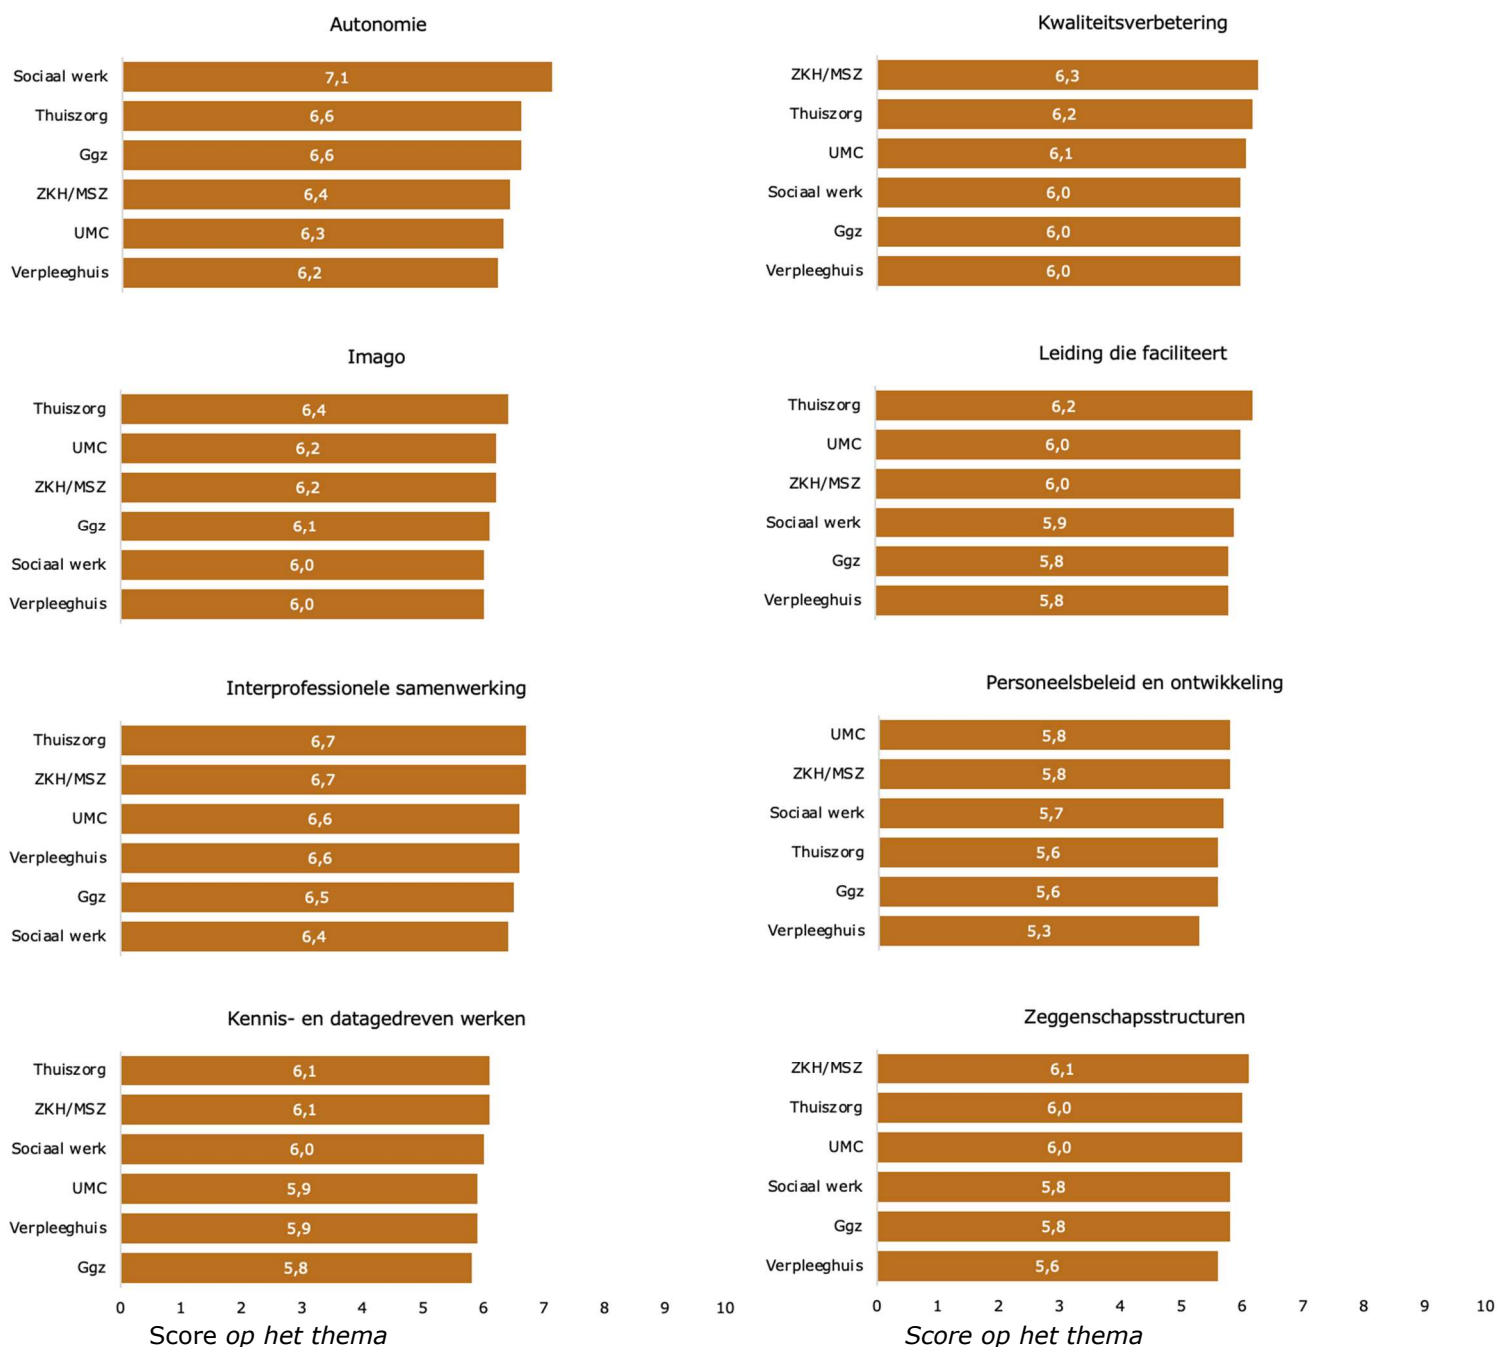 Autonomie
Sociaal werk 7,1
Thuiszorg 6,6
Ggz 6,6
ZKH/MSZ 6,4
UMC 6,3
Verpleeghuis 6,2
Imago
Thuiszorg 6,4
UMC 6,2
ZKH/MSZ 6,2
Ggz 6,1
Sociaal werk 6,0
Verpleeghuis 6,0
Interprofessionele samenwerking
Thuiszorg 6,7
ZKH/MSZ 6,7
UMC 6,6
Verpleeghuis 6,6
Ggz 6,5
Sociaal werk 6,4
Kennis- en datagedreven werken
Thuiszorg 6,1
ZKH/MSZ 6,1
Sociaal werk 6,0
UMC 5,9
Verpleeghuis 5,9
Ggz 5,8
0 1 2 3 4 5 6 7 8 9 10
Score op het thema
Kwaliteitsverbetering
ZKH/MSZ 6,3
Thuiszorg 6,2
UMC 6,1
Sociaal werk 6,0
Ggz 6,0
Verpleeghuis 6,0
Leiding die faciliteert
Thuiszorg 6,2
UMC 6,0
ZKH/MSZ 6,0
Sociaal werk 5,9
Ggz 5,8
Verpleeghuis 5,8
Personeelsbeleid en ontwikkeling
UMC 5,8
ZKH/MSZ 5,8
Sociaal werk 5,7
Thuiszorg 5,6
Ggz 5,6
Verpleeghuis 5,3
Zeggenschapsstructuren
ZKH/MSZ 6,1
Thuiszorg 6,0
UMC 6,0
Sociaal werk 5,8
Ggz 5,8
Verpleeghuis 5,6
0 1 2 3 4 5 6 7 8 9 10
Score op het thema